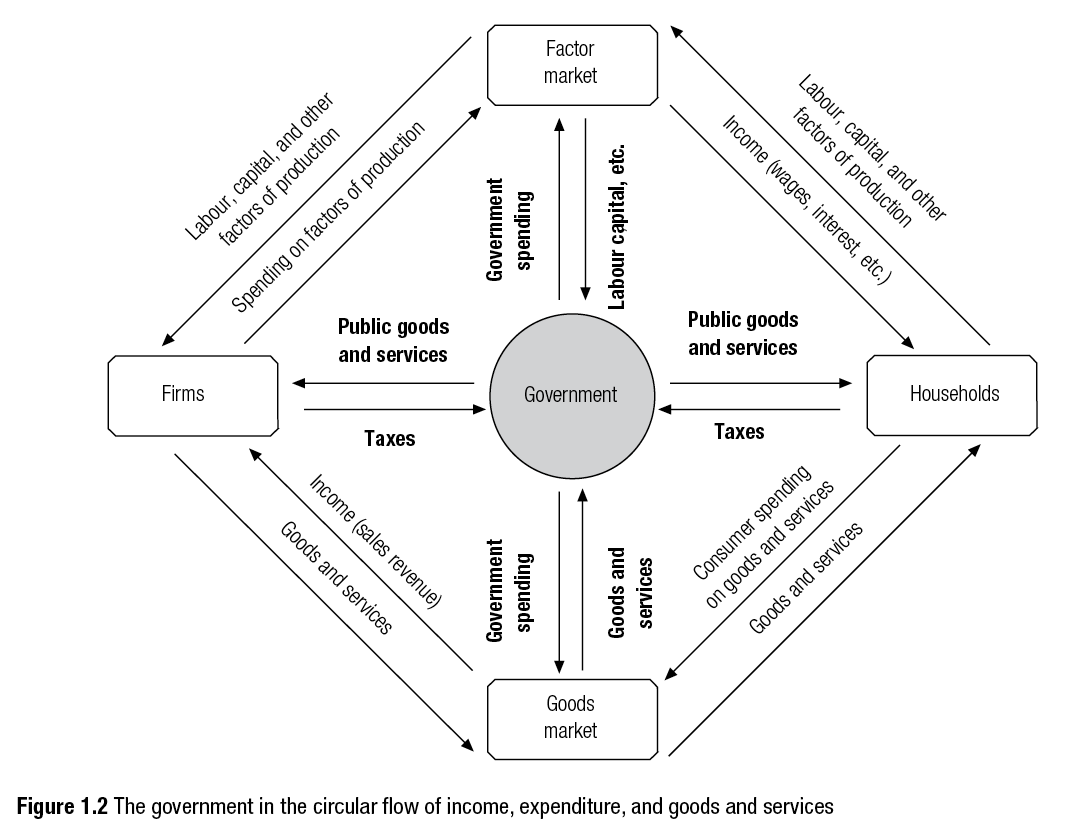 Factor
market
Labour, capital, and other
factors of production
Spending on factors of production
Government
spending
Labour capital, etc.
Income (wages, interest, etc.)
Labour, capital, and other
factors of production
Public goods
and services
Public goods
and services
Firms
Government
Households
Taxes
Taxes
Income (sales revenue)
Goods and services
Government
spending
Goods and
services
Consumer spending
on goods and services
Goods and services
Goods
market
Figure 1.2 The government in the circular flow of income, expenditure, and goods and services